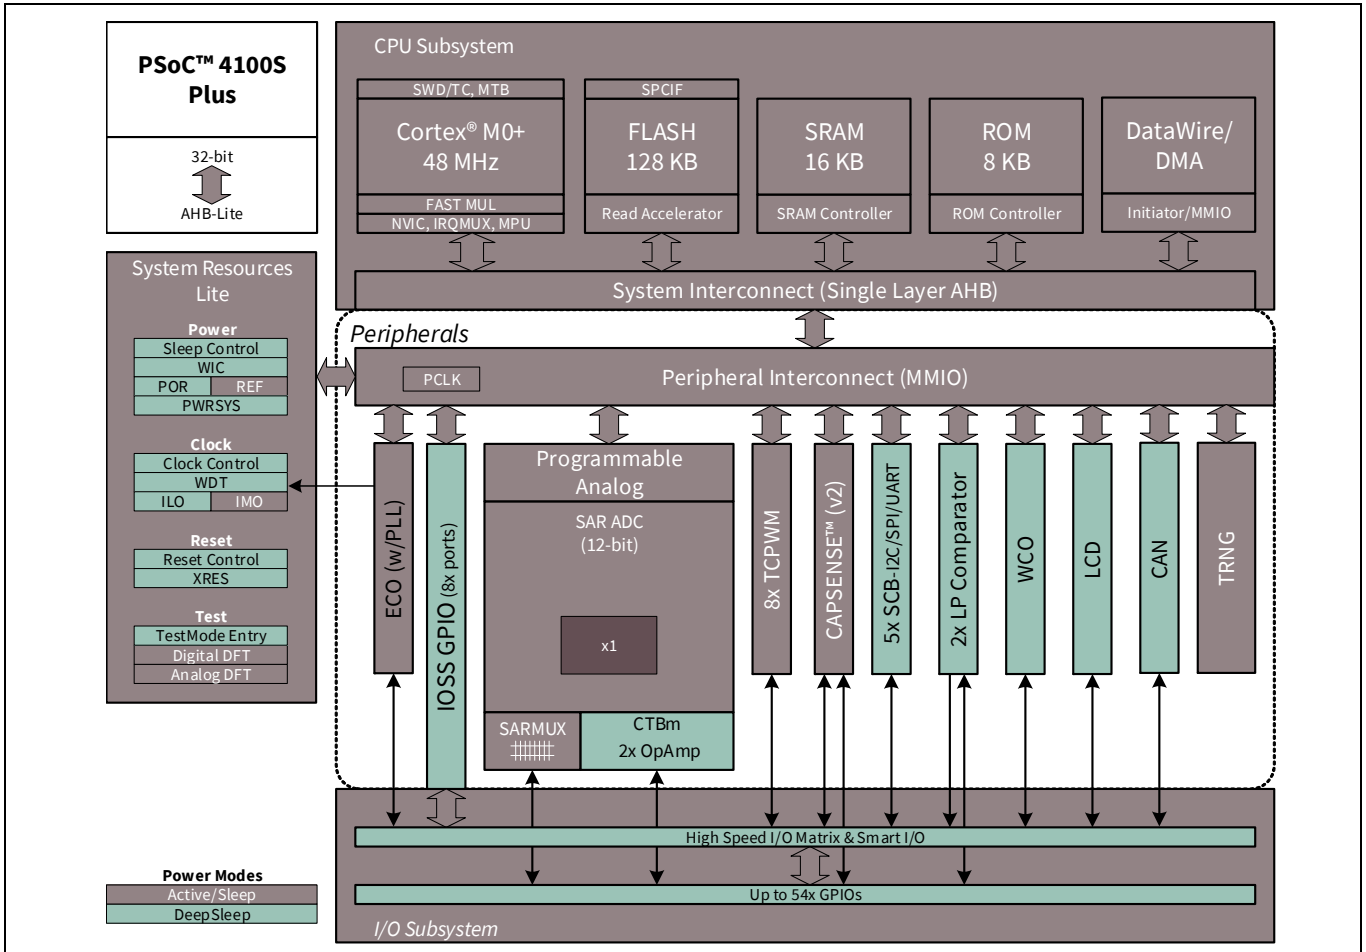 PSoC™ 4100S
Plus
32-bit
AHB-Lite
CPU Subsystem
SWD/TC, MTB
Cortex® M0+
48 MHz
FAST MUL
NVIC, IRQMUX, MPU
SPCIF
FLASH
128 KB
Read Accelerator
SRAM
16 KB
SRAM Controller
ROM
8 KB
ROM Controller
DataWire/
DMA
Initiator/MMIO
System Interconnect (Single Layer AHB)
System Resources
Lite
Power
Sleep Control
WIC
POR
REF
PWRSYS
Clock
Clock Control
WDT
ILO
IMO
Reset
Reset Control
XRES
Test
TestMode Entry
Digital DFT
Analog DFT
Peripherals
PCLK
Peripheral Interconnect (MMIO)
ECO (w/PLL)
IOSS GPIO (8x ports)
Programmable
Analog
SAR ADC
(12-bit)
x1
SARMUX
CTBm
2x OpAmp
8x TCPWM
CAPSENSE™ (v2)
5x SCB-I2C/SPI/UART
2x LP Comparator
WCO
LCD
CAN
TRNG
High Speed I/O Matrix & Smart I/O
Up to 54x GPIOs
I/O Subsystem
Power Modes
Active/Sleep
DeepSleep